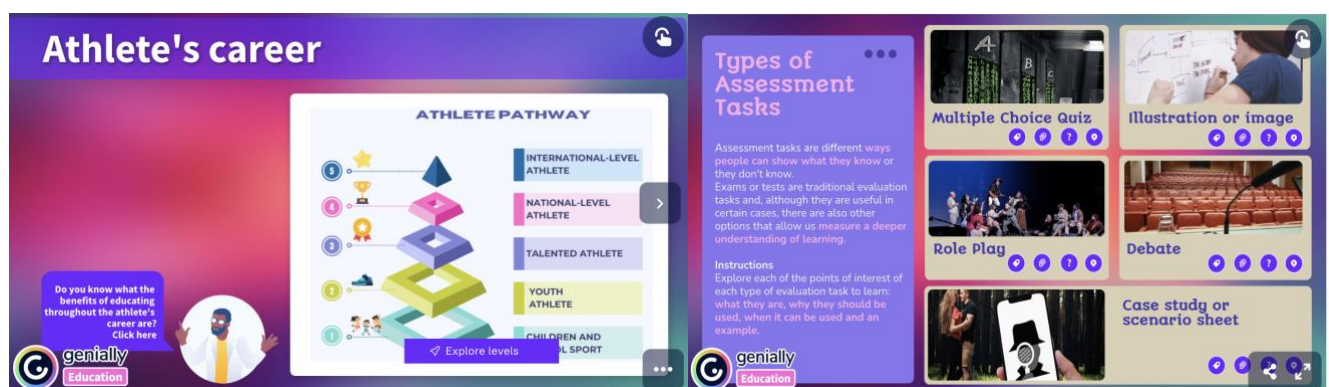 Athlete's career
ATHLETE PATHWAY
5
INTERNATIONAL-LEVEL
ATHLETE
4
NATIONAL-LEVEL
ATHLETE
3
TALENTED ATHLETE
2
YOUTH
ATHLETE
1
CHILDREN AND
OL SPORT
Explore levels
Do you know what the
benefits of educating
throughout the athlete's
career are?
Click here
genially
Education
Types of
Assessment
Tasks
Assessment tasks are different ways
people can show what they know or
they don't know.
Exams or tests are traditional evaluation
tasks and, although they are useful in
certain cases, there are also other
options that allow us measure a deeper
understanding of learning.
Instructions
Explore each of the points of interest of
each type of evaluation task to learn:
what they are, why they should be
used, when it can be used and an
example.
genially
Education
A
B
C
Multiple Choice Quiz
Illustration or image
Role Play
Debate
Case study or
scenario sheet